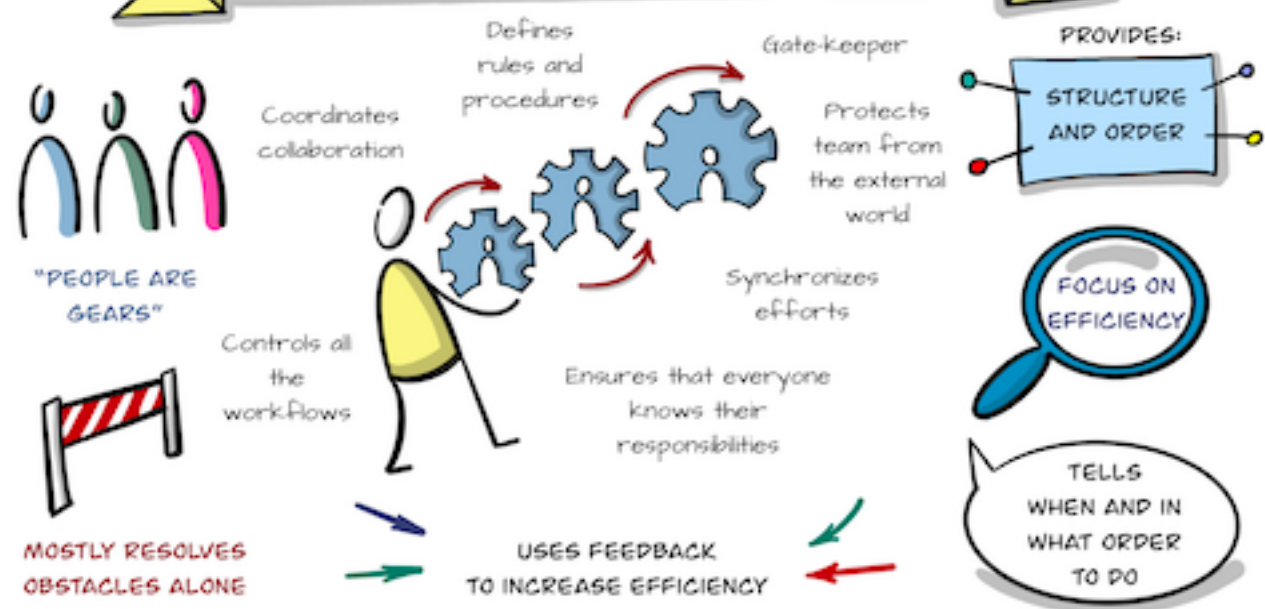 Defines
rules and
procedures
Gate-keeper
PROVIDES:
STRUCTURE
AND ORDER
Coordinates
collaboration
Protects
team from
the external
world
"PEOPLE ARE
GEARS"
Synchronizes
efforts
FOCUS ON
EFFICIENCY
Controls all
the
workflows
Ensures that everyone
knows their
responsibilities
TELLS
WHEN AND IN
WHAT ORDER
TO DO
MOSTLY RESOLVES
OBSTACLES ALONE
USES FEEDBACK
TO INCREASE EFFICIENCY